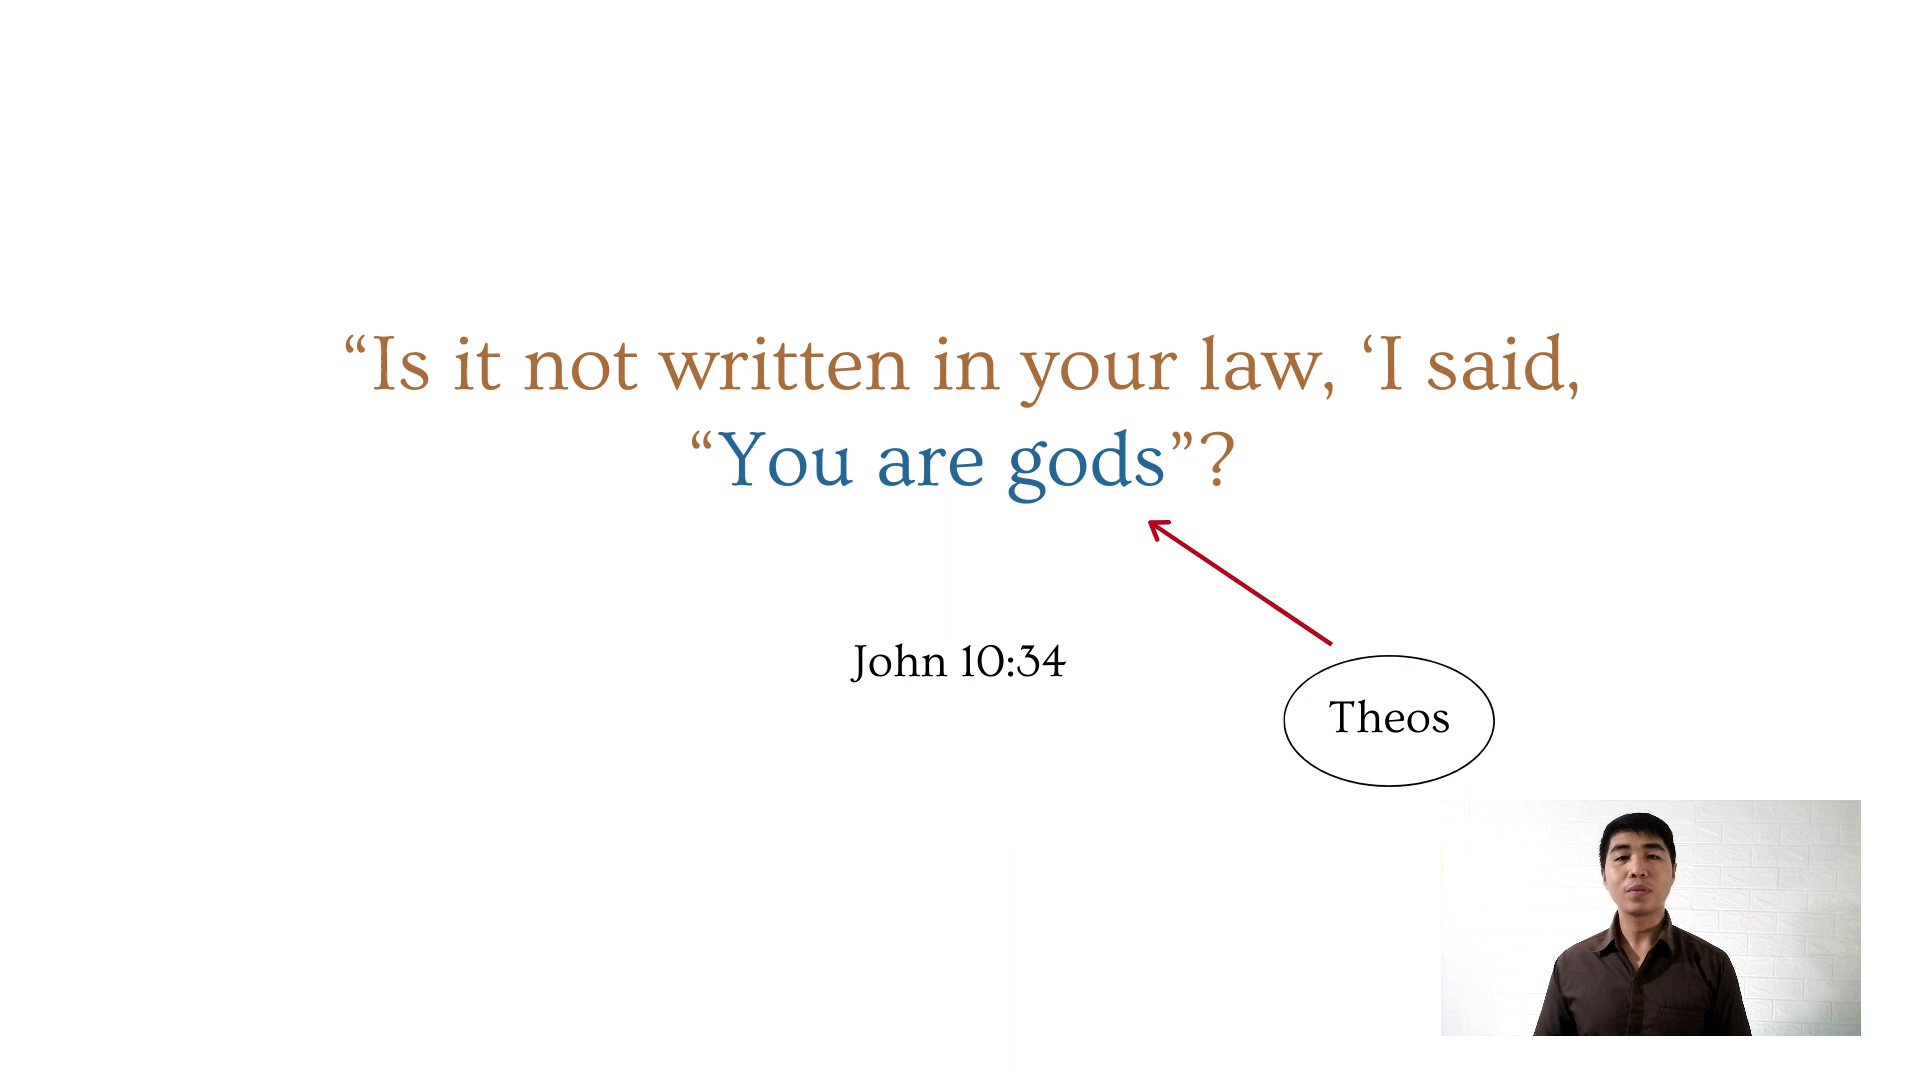 “Is it not written in your law, ‘I said,
“You are gods”?
John 10:34
Theos